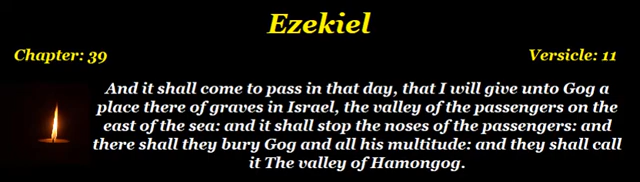 Ezekiel
Chapter: 39
Versicle: 11
And it shall come to pass in that day, that I will give unto Gog a
place there of graves in Israel, the valley of the passengers on the
east of the sea: and it shall stop the noses of the passengers: and
there shall they bury Gog and all his multitude: and they shall call
it The valley of Hamongog.